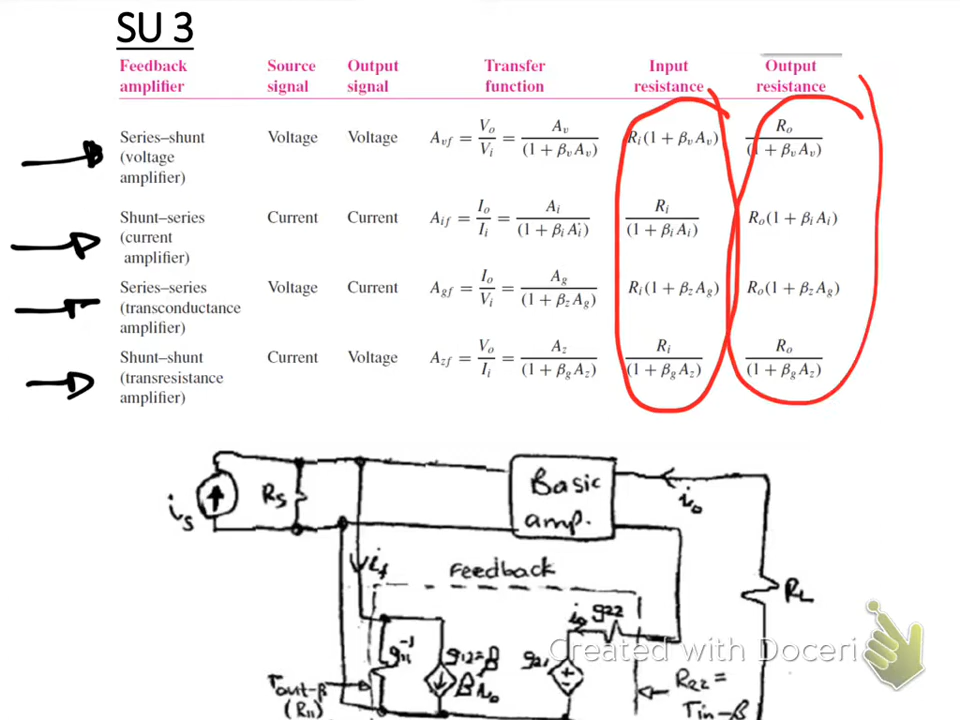 SU 3
Feedback amplifier Source signal Output signal Transfer function Input resistance Output resistance
Series–shunt (voltage amplifier) Voltage Voltage A_vf = V_o/V_i = A_v/(1 + β_v A_v) R_i(1 + β_v A_v) R_o/(1 + β_v A_v)
Shunt–series (current amplifier) Current Current A_if = I_o/I_i = A_i/(1 + β_i A_i) R_i/(1 + β_i A_i) R_o(1 + β_i A_i)
Series–series (transconductance amplifier) Voltage Current A_gf = I_o/V_i = A_g/(1 + β_z A_g) R_i(1 + β_z A_g) R_o(1 + β_z A_g)
Shunt–shunt (transresistance amplifier) Current Voltage A_zf = V_o/I_i = A_z/(1 + β_g A_z) R_i/(1 + β_g A_z) R_o/(1 + β_g A_z)
i_s
R_s
Basic
amp.
i_o
i_f
Feedback
R_L
g_11^-1
g_12=β
β i_o
g_21
i_o
g_22
r_out-β
(R_11)
R_22 =
r_in-β
Created with Doceri